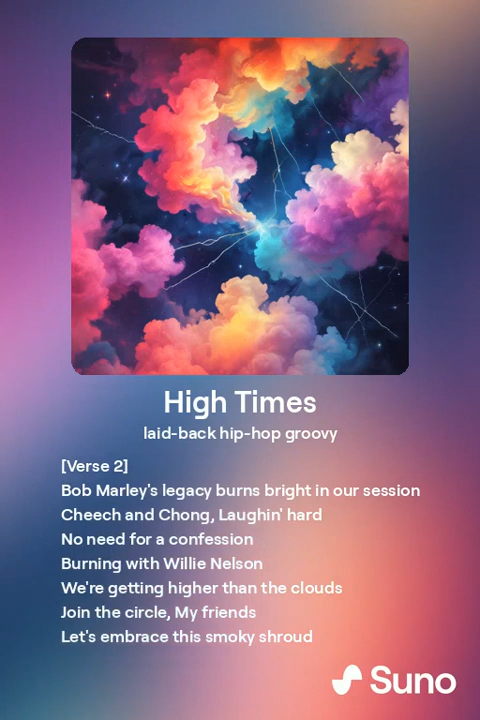 High Times
laid-back hip-hop groovy
[Verse 2]
Bob Marley's legacy burns bright in our session
Cheech and Chong, Laughin' hard
No need for a confession
Burning with Willie Nelson
We're getting higher than the clouds
Join the circle, My friends
Let's embrace this smoky shroud
Suno